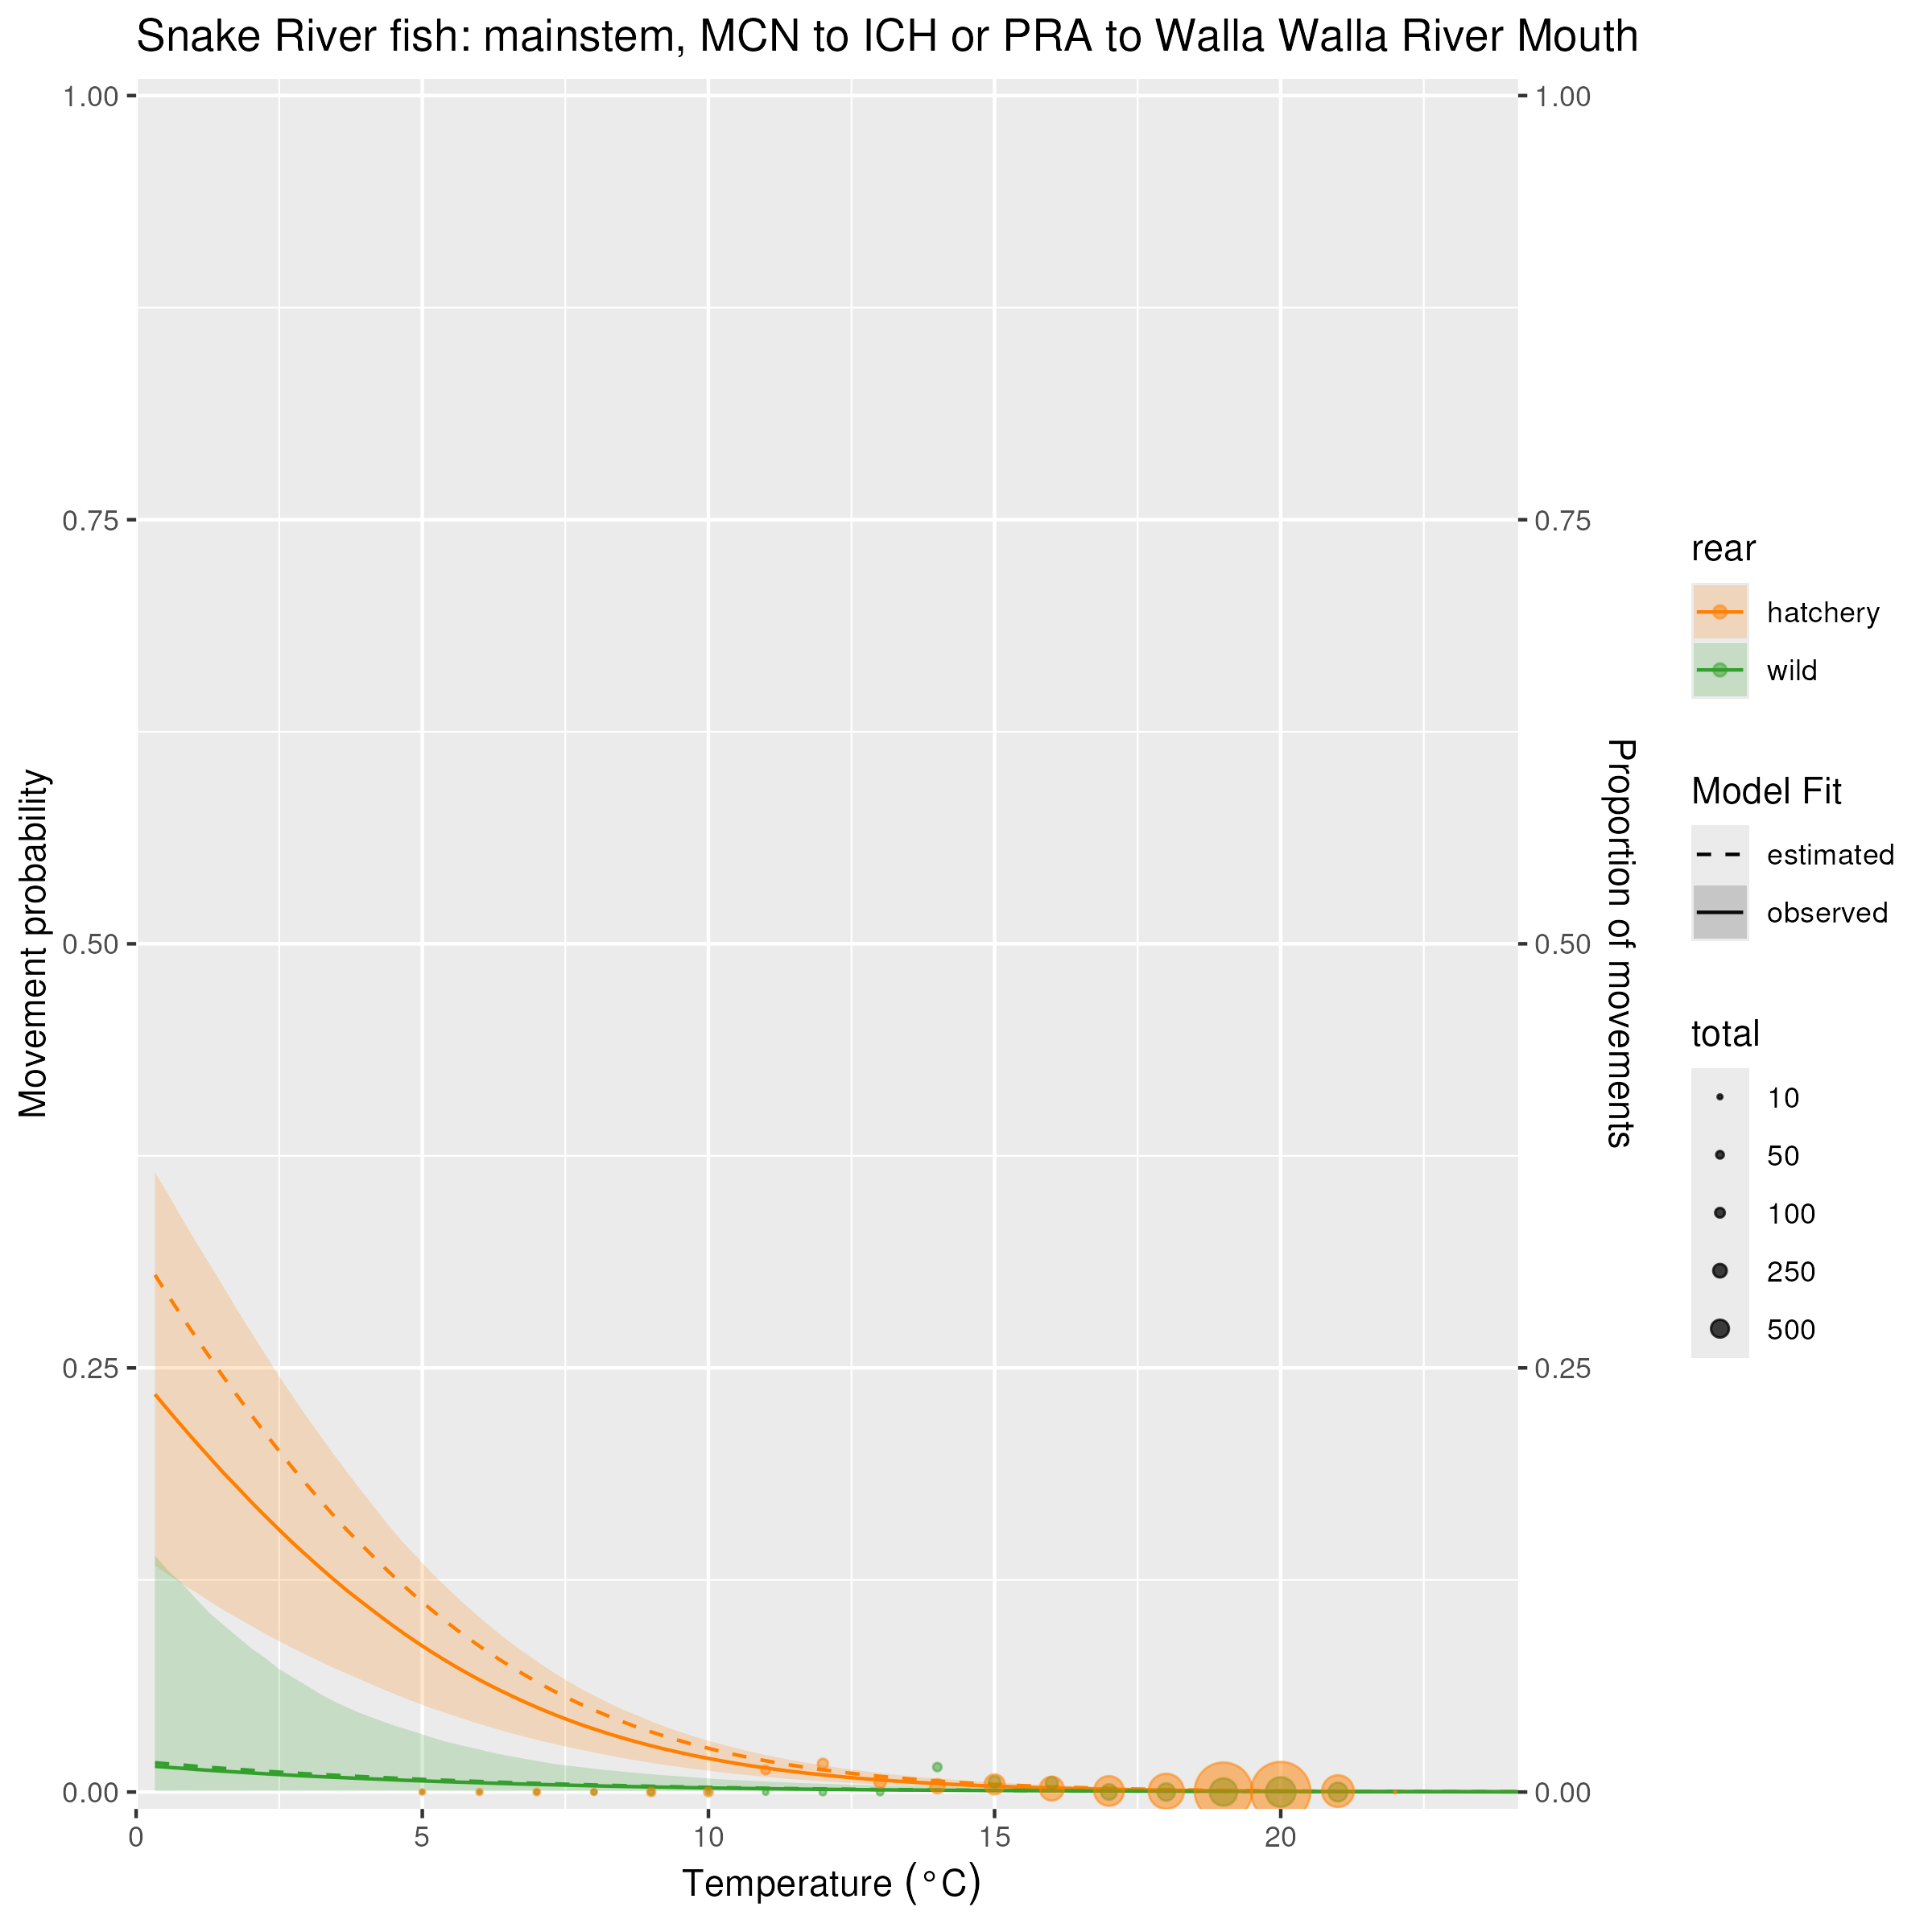 Snake River fish: mainstem, MCN to ICH or PRA to Walla Walla River Mouth
Movement probability
1.00
0.75
0.50
0.25
0.00
0
5
10
15
20
Temperature (°C)
1.00
0.75
0.50
0.25
0.00
Proportion of movements
rear
hatchery
wild
Model Fit
estimated
observed
total
10
50
100
250
500